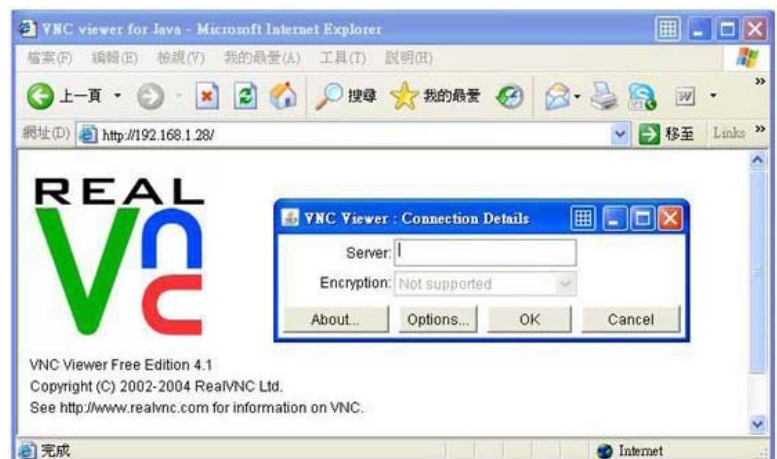 VNC viewer for Java - Microsoft Internet Explorer
檔案(F) 編輯(E) 檢視(V) 我的最愛(A) 工具(T) 說明(H)
上一頁 搜尋 我的最愛 W »
網址(D) http://192.168.1.28/ 移至 Links »
REAL
Vnc
VNC Viewer : Connection Details
Server:
Encryption: Not supported
About... Options... OK Cancel
VNC Viewer Free Edition 4.1
Copyright (C) 2002-2004 RealVNC Ltd.
See http://www.realvnc.com for information on VNC.
完成 Internet